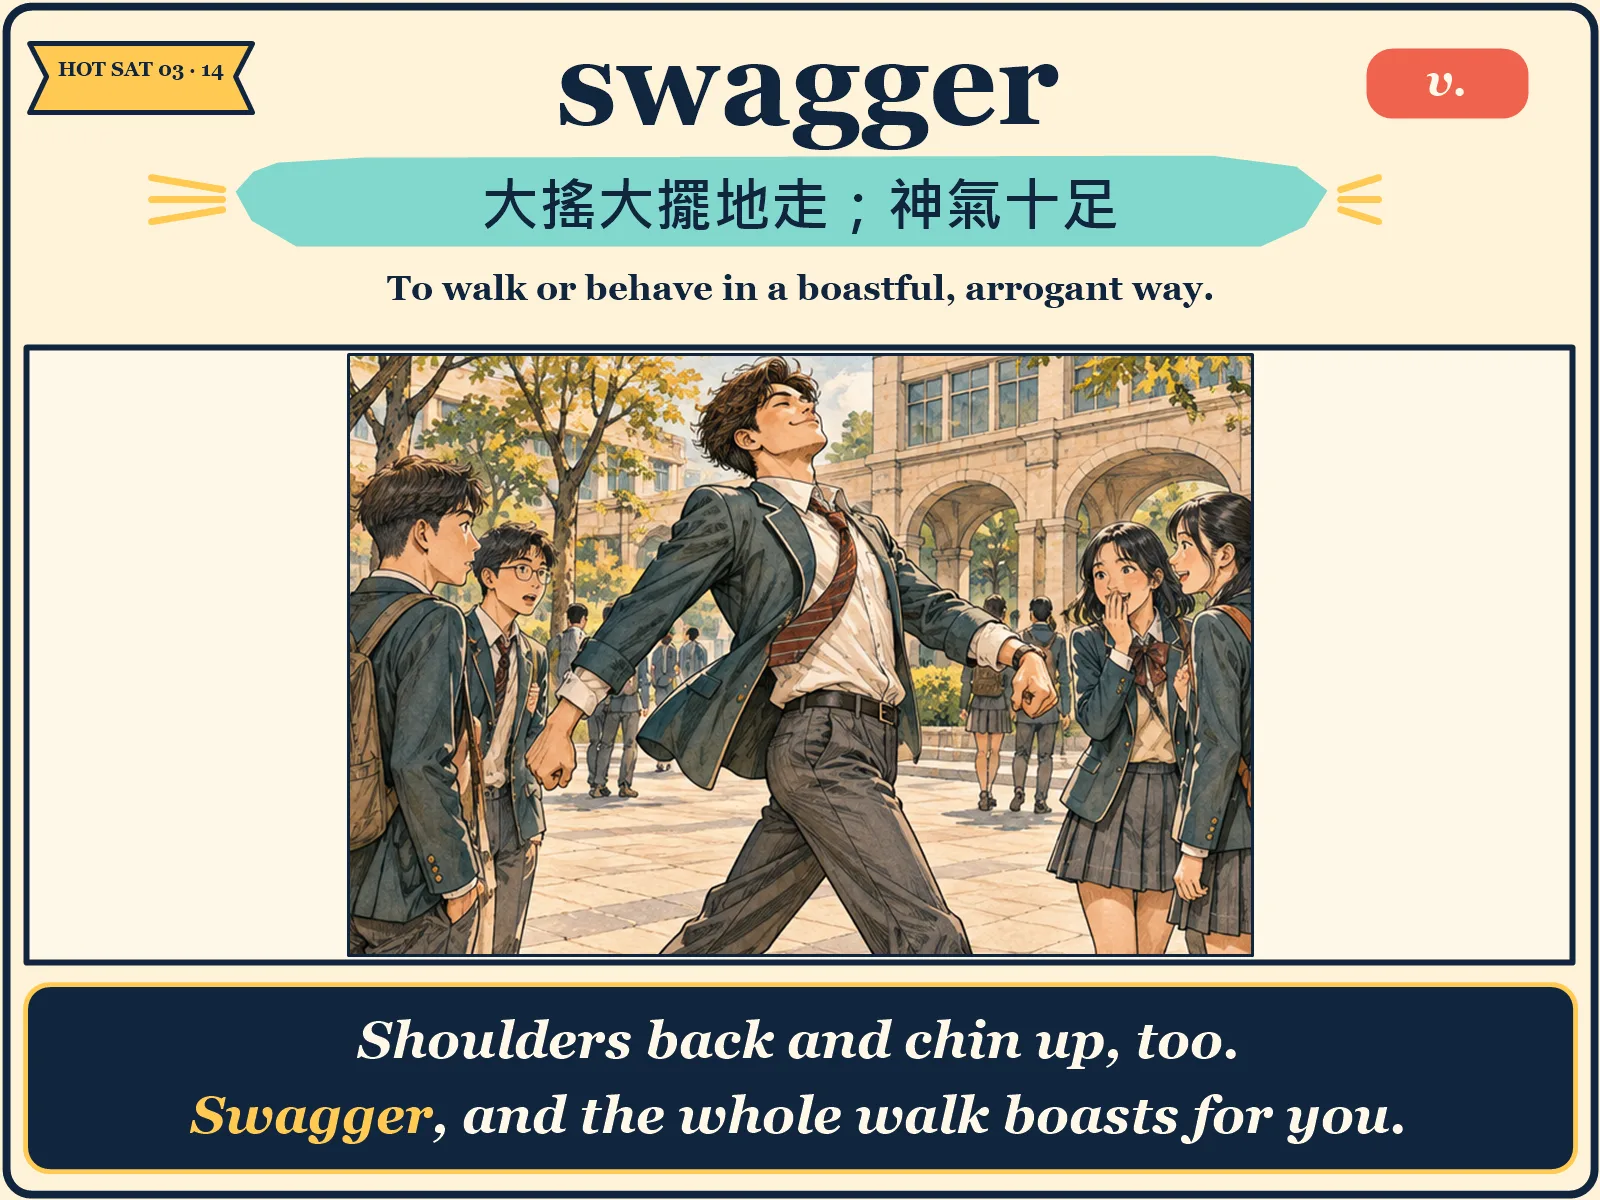 HOT SAT 03 · 14
swagger
v.
大搖大擺地走；神氣十足
To walk or behave in a boastful, arrogant way.
Shoulders back and chin up, too.
Swagger, and the whole walk boasts for you.